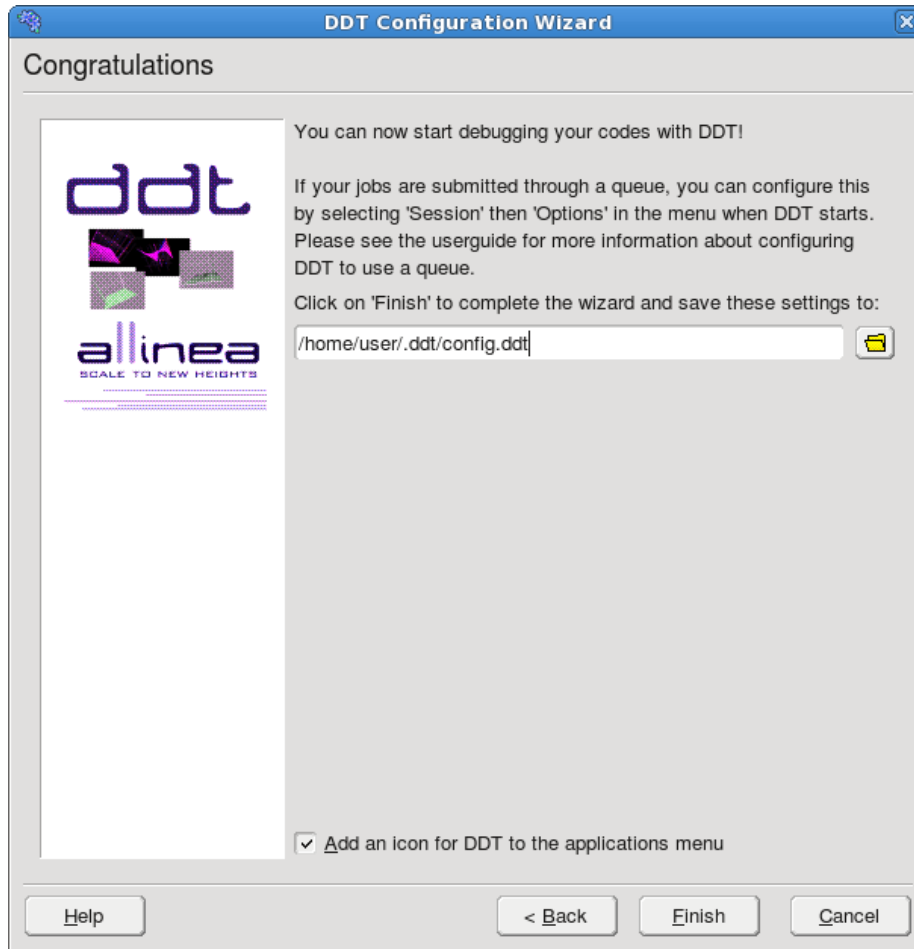 DDT Configuration Wizard
Congratulations
ddt
allinea
SCALE TO NEW HEIGHTS
You can now start debugging your codes with DDT!
If your jobs are submitted through a queue, you can configure this
by selecting 'Session' then 'Options' in the menu when DDT starts.
Please see the userguide for more information about configuring
DDT to use a queue.
Click on 'Finish' to complete the wizard and save these settings to:
/home/user/.ddt/config.ddt
Add an icon for DDT to the applications menu
Help
< Back
Finish
Cancel